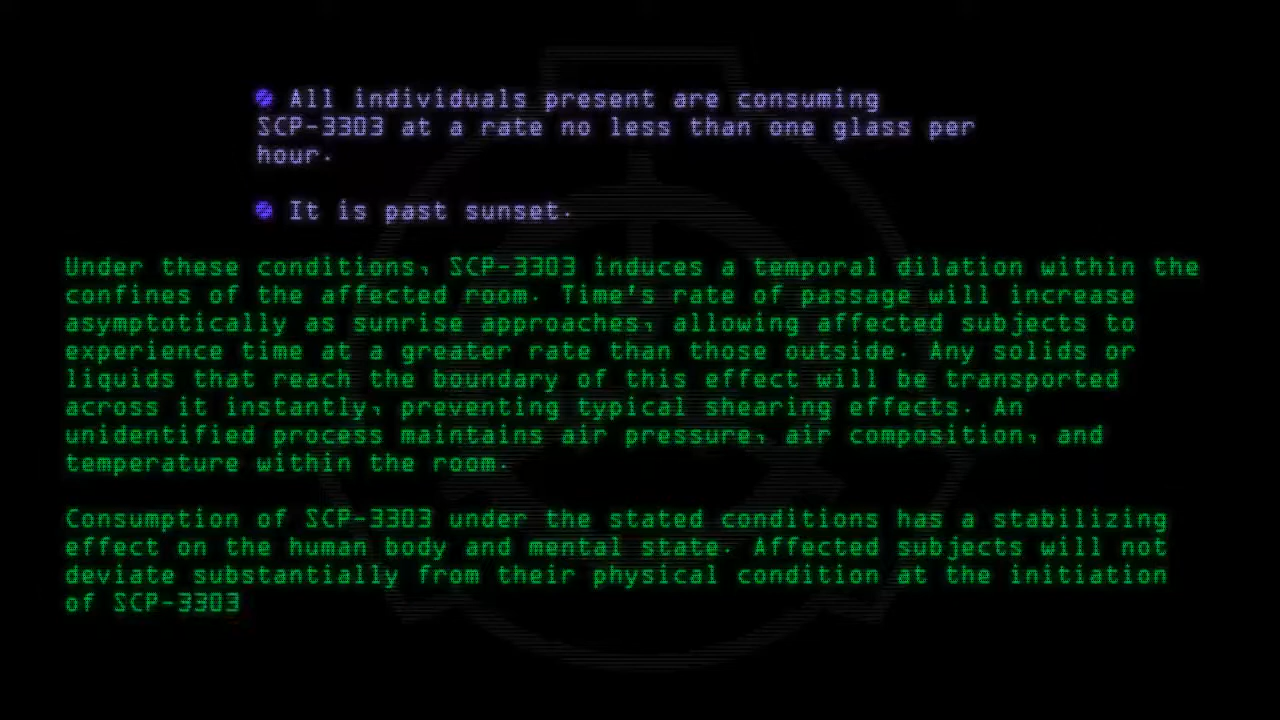 ● All individuals present are consuming
SCP-3303 at a rate no less than one glass per
hour.
● It is past sunset.
Under these conditions, SCP-3303 induces a temporal dilation within the
confines of the affected room. Time's rate of passage will increase
asymptotically as sunrise approaches, allowing affected subjects to
experience time at a greater rate than those outside. Any solids or
liquids that reach the boundary of this effect will be transported
across it instantly, preventing typical shearing effects. An
unidentified process maintains air pressure, air composition, and
temperature within the room.
Consumption of SCP-3303 under the stated conditions has a stabilizing
effect on the human body and mental state. Affected subjects will not
deviate substantially from their physical condition at the initiation
of SCP-3303